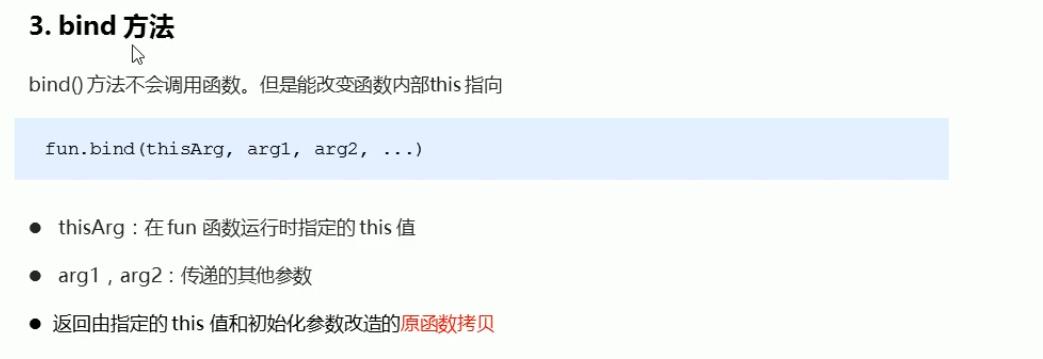 3. bind 方法
bind() 方法不会调用函数。但是能改变函数内部this 指向
fun.bind(thisArg, arg1, arg2, ...)
● thisArg：在 fun 函数运行时指定的 this 值
● arg1，arg2：传递的其他参数
● 返回由指定的 this 值和初始化参数改造的原函数拷贝